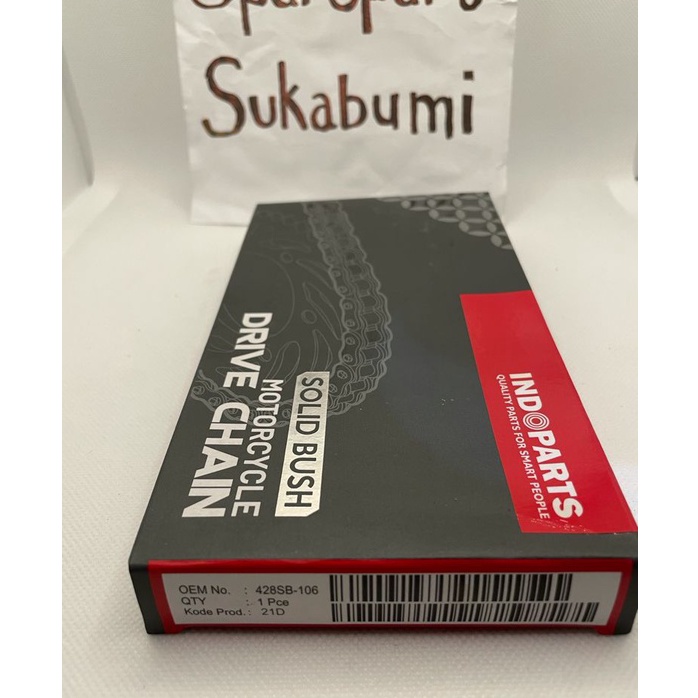 Sparepart
Sukabumi
SOLID BUSH
MOTORCYCLE
DRIVE CHAIN
INDOPARTS
QUALITY PARTS FOR SMART PEOPLE
OEM No. : 428SB-106
QTY : 1 Pce
Kode Prod. : 21D